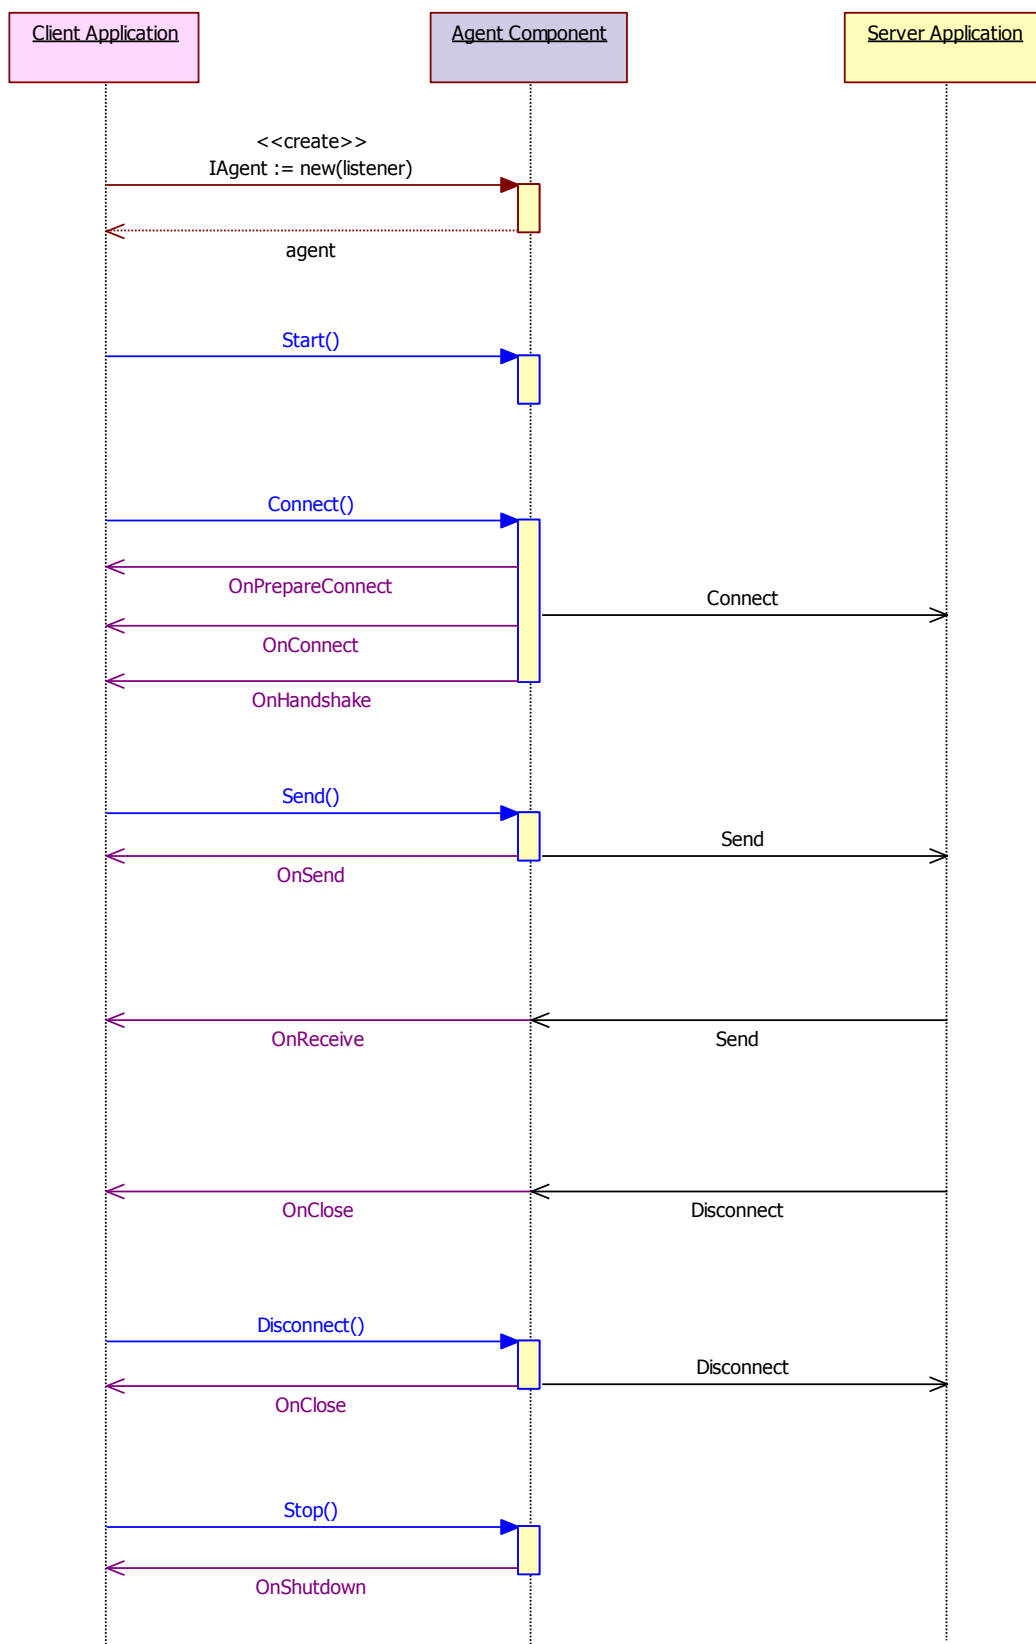 Client Application
Agent Component
Server Application
<<create>>
IAgent := new(listener)
agent
Start()
Connect()
OnPrepareConnect
Connect
OnConnect
OnHandshake
Send()
Send
OnSend
OnReceive
Send
OnClose
Disconnect
Disconnect()
Disconnect
OnClose
Stop()
OnShutdown